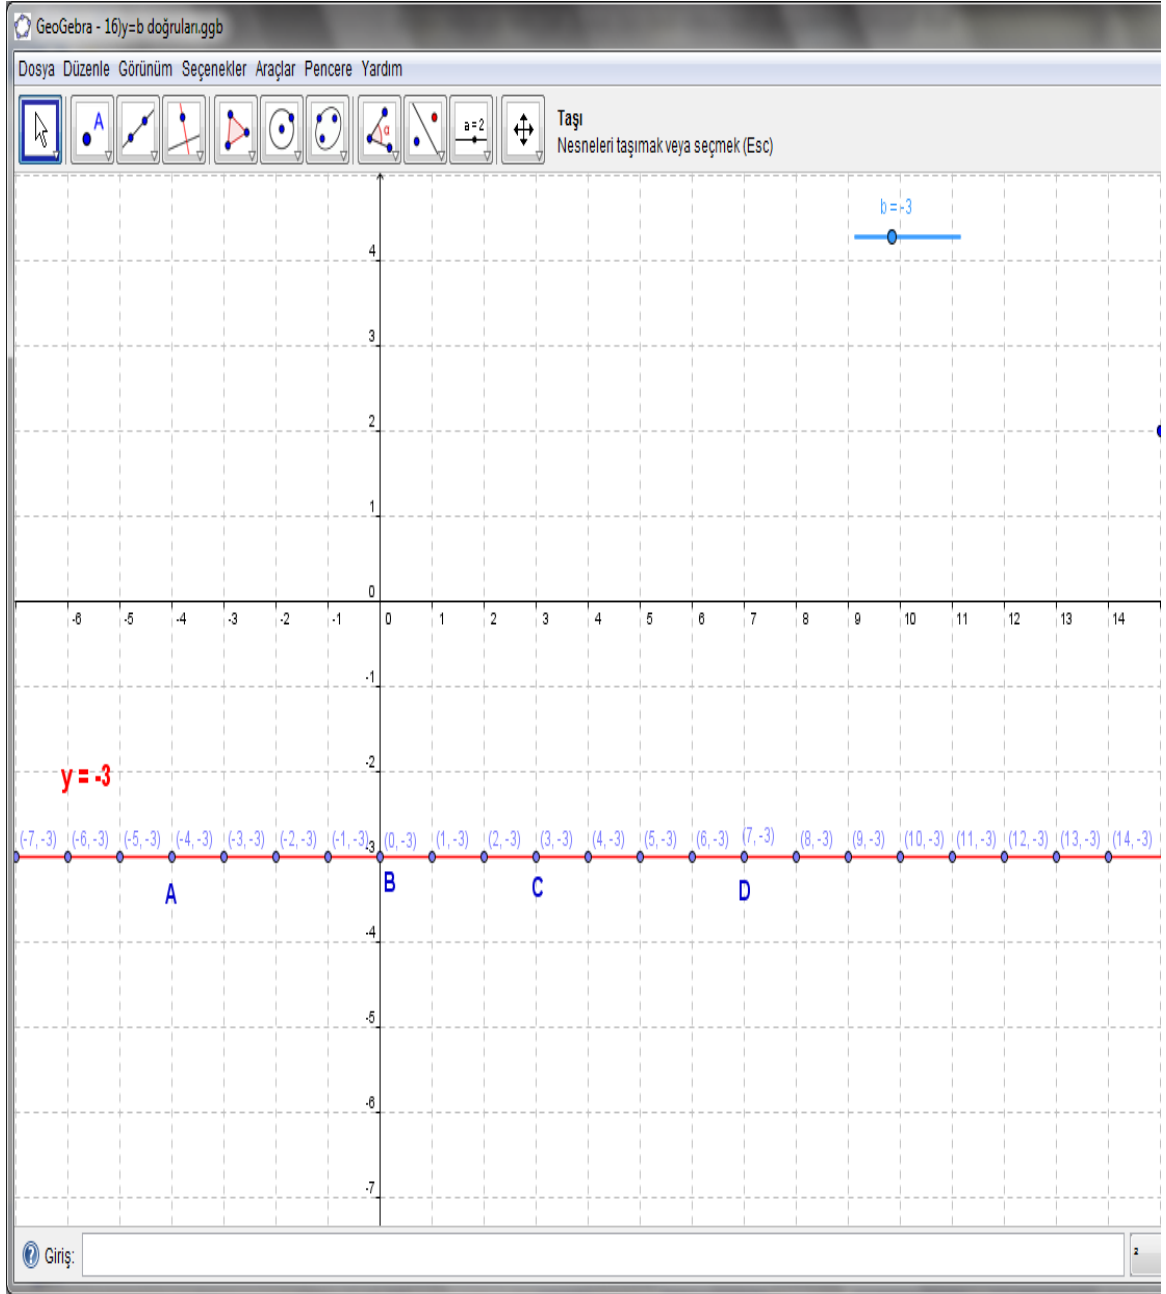 GeoGebra - 16)y=b doğruları.ggb
Dosya Düzenle Görünüm Seçenekler Araçlar Pencere Yardım
A
α
a=2
Taşı
Nesneleri taşımak veya seçmek (Esc)
b = -3
4
3
2
1
0
-6 -5 -4 -3 -2 -1 0 1 2 3 4 5 6 7 8 9 10 11 12 13 14
-1
-2
y = -3
(-7, -3) (-6, -3) (-5, -3) (-4, -3) (-3, -3) (-2, -3) (-1, -3) -3 (0, -3) (1, -3) (2, -3) (3, -3) (4, -3) (5, -3) (6, -3) (7, -3) (8, -3) (9, -3) (10, -3) (11, -3) (12, -3) (13, -3) (14, -3)
A B C D
-4
-5
-6
-7
Giriş:
2